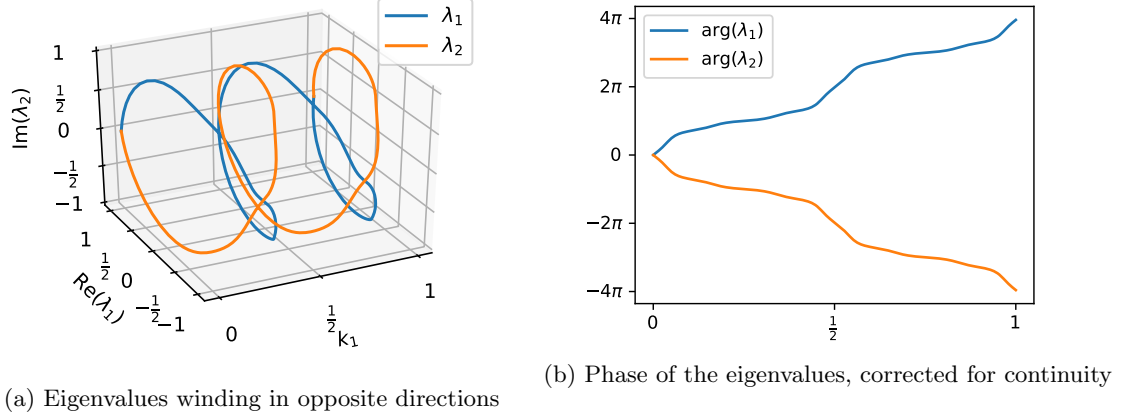 λ₁
λ₂
1
½
0
−½
−1
Im(λ₂)
1
½
0
−½
−1
Re(λ₁)
0
½
1
k₁
(a) Eigenvalues winding in opposite directions
4π
2π
0
−2π
−4π
arg(λ₁)
arg(λ₂)
0
½
1
(b) Phase of the eigenvalues, corrected for continuity